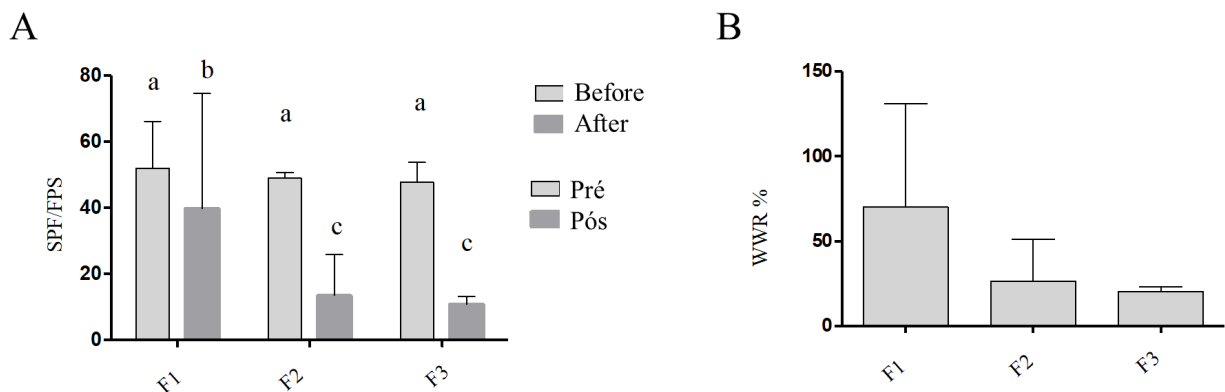 A
SPF/FPS
80
60
40
20
0
a
b
a
c
a
c
F1
F2
F3
Before
After
Pré
Pós
B
WWR %
150
100
50
0
F1
F2
F3